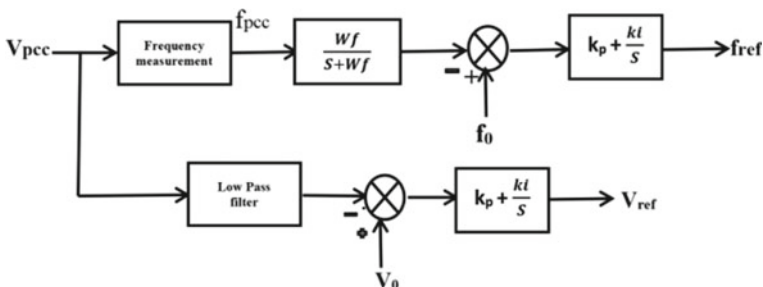 Vpcc
Frequency
measurement
fpcc
Wf
S+Wf
− +
f0
kp + ki
S
fref
Low Pass
filter
−
V0
kp + ki
S
Vref